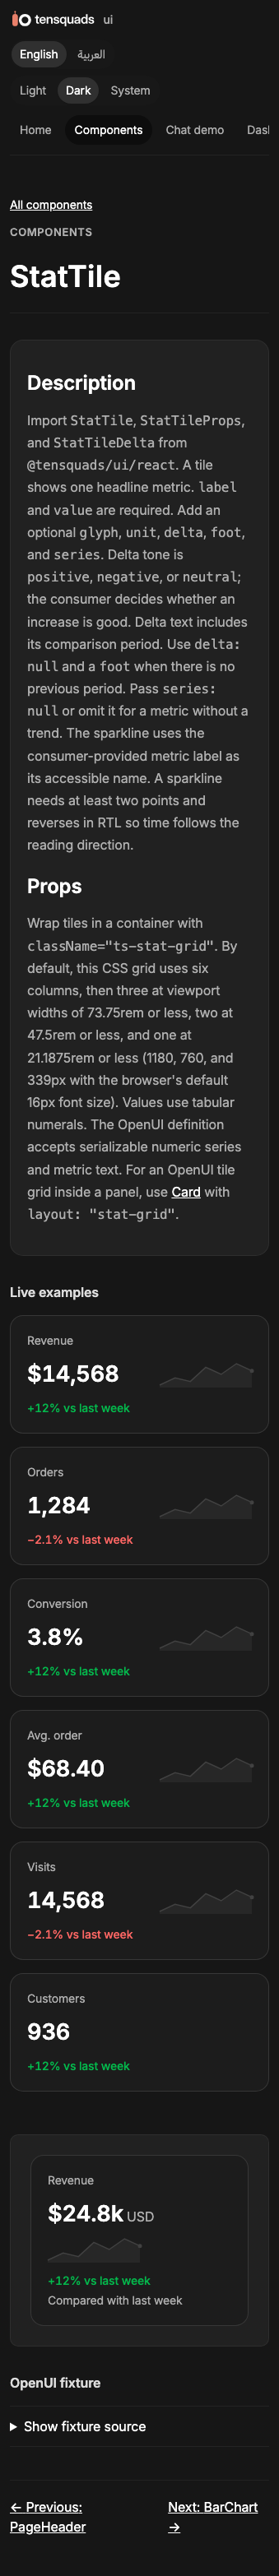 tensquads ui
English العربية
Light Dark System
Home Components Chat demo Dasl
All components
COMPONENTS
StatTile
Description
Import StatTile, StatTileProps,
and StatTileDelta from
@tensquads/ui/react. A tile
shows one headline metric. label
and value are required. Add an
optional glyph, unit, delta, foot,
and series. Delta tone is
positive, negative, or neutral;
the consumer decides whether an
increase is good. Delta text includes
its comparison period. Use delta:
null and a foot when there is no
previous period. Pass series:
null or omit it for a metric without a
trend. The sparkline uses the
consumer-provided metric label as
its accessible name. A sparkline
needs at least two points and
reverses in RTL so time follows the
reading direction.
Props
Wrap tiles in a container with
className="ts-stat-grid". By
default, this CSS grid uses six
columns, then three at viewport
widths of 73.75rem or less, two at
47.5rem or less, and one at
21.1875rem or less (1180, 760, and
339px with the browser's default
16px font size). Values use tabular
numerals. The OpenUI definition
accepts serializable numeric series
and metric text. For an OpenUI tile
grid inside a panel, use Card with
layout: "stat-grid".
Live examples
Revenue
$14,568
+12% vs last week
Orders
1,284
−2.1% vs last week
Conversion
3.8%
+12% vs last week
Avg. order
$68.40
+12% vs last week
Visits
14,568
−2.1% vs last week
Customers
936
+12% vs last week
Revenue
$24.8k USD
+12% vs last week
Compared with last week
OpenUI fixture
▶ Show fixture source
← Previous: PageHeader
Next: BarChart →